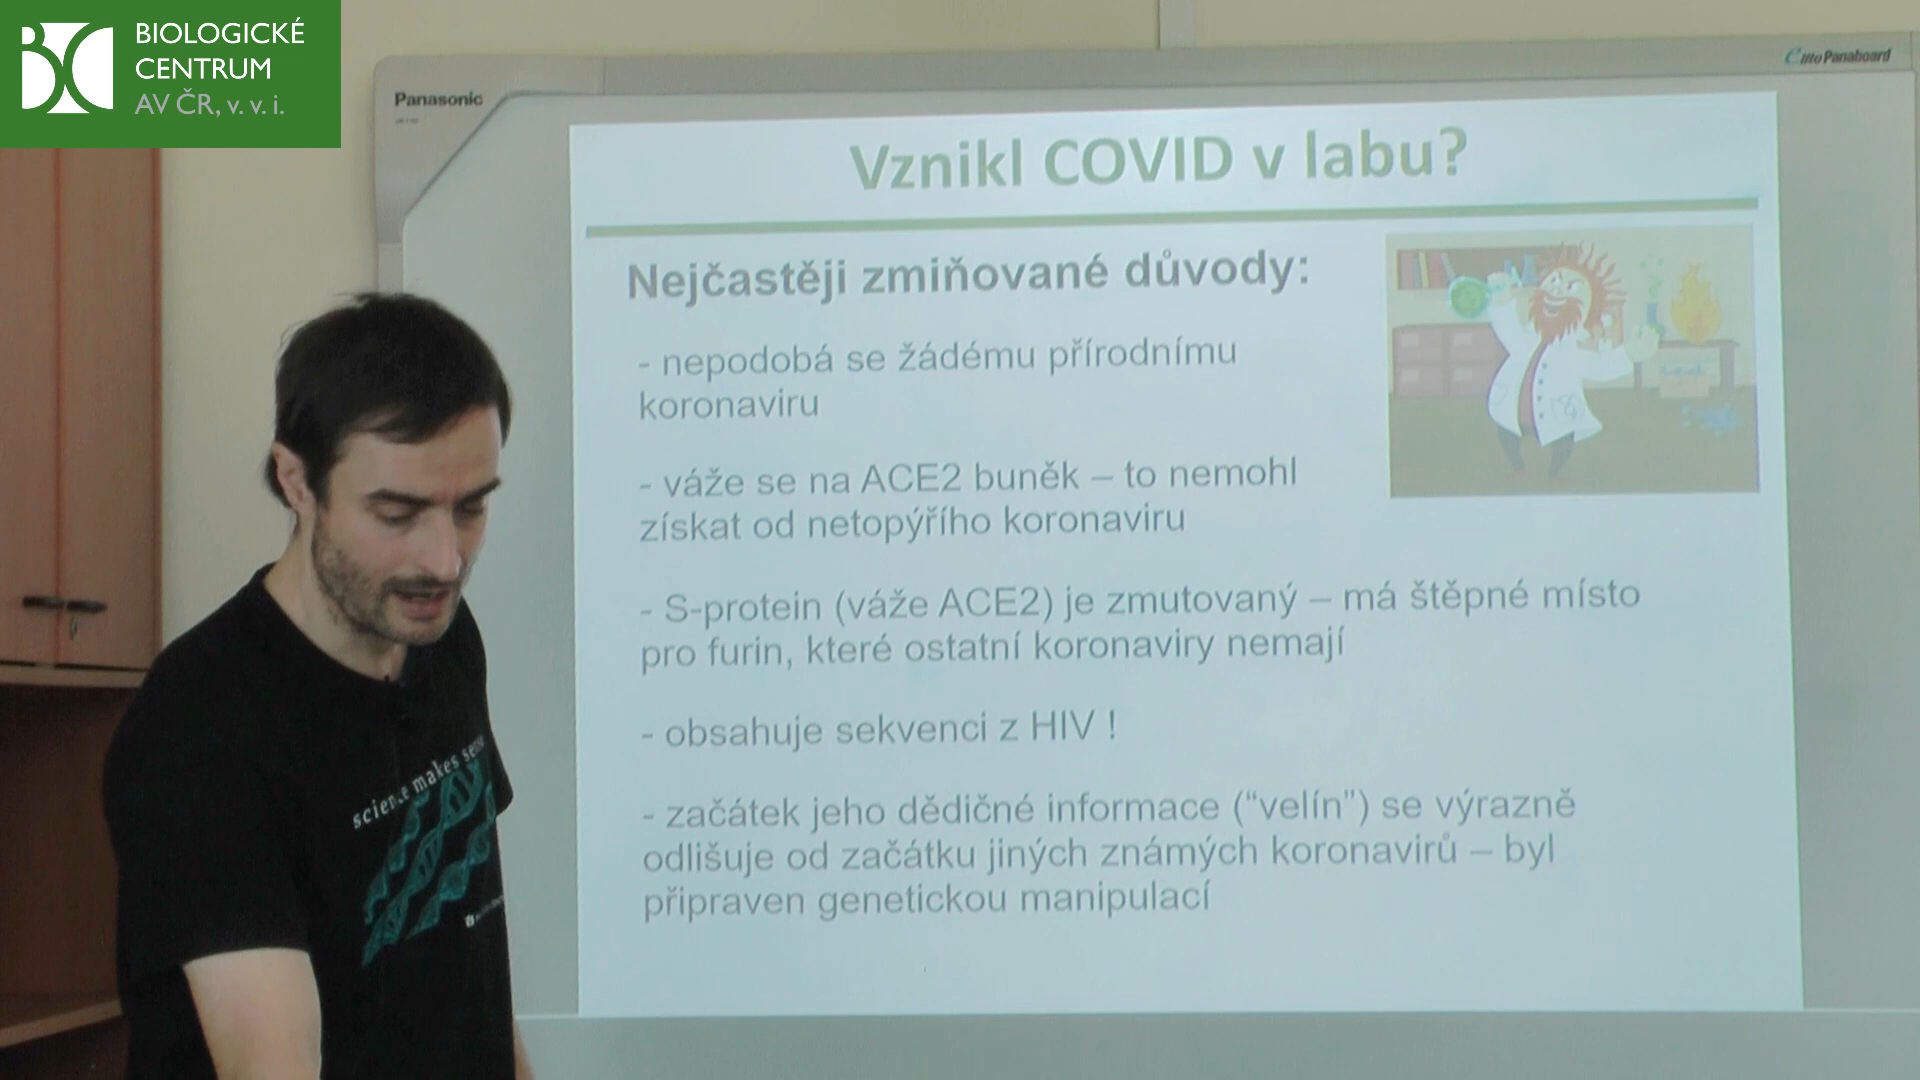 BIOLOGICKÉ
CENTRUM
AV ČR, v. v. i.
Panasonic
elite Panaboard
Vznikl COVID v labu?
Nejčastěji zmiňované důvody:
- nepodobá se žádému přírodnímu
koronaviru
- váže se na ACE2 buněk – to nemohl
získat od netopýřího koronaviru
- S-protein (váže ACE2) je zmutovaný – má štěpné místo
pro furin, které ostatní koronaviry nemají
- obsahuje sekvenci z HIV !
- začátek jeho dědičné informace (“velín”) se výrazně
odlišuje od začátku jiných známých koronavirů – byl
připraven genetickou manipulací
science makes sense